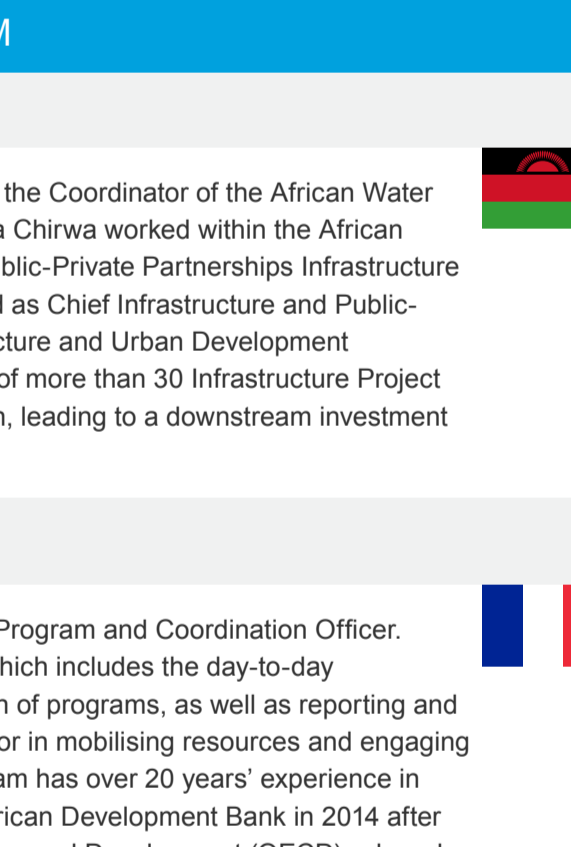 M
the Coordinator of the African Water
a Chirwa worked within the African
blic-Private Partnerships Infrastructure
as Chief Infrastructure and Public-
cture and Urban Development
of more than 30 Infrastructure Project
n, leading to a downstream investment
Program and Coordination Officer.
hich includes the day-to-day
n of programs, as well as reporting and
or in mobilising resources and engaging
am has over 20 years’ experience in
rican Development Bank in 2014 after